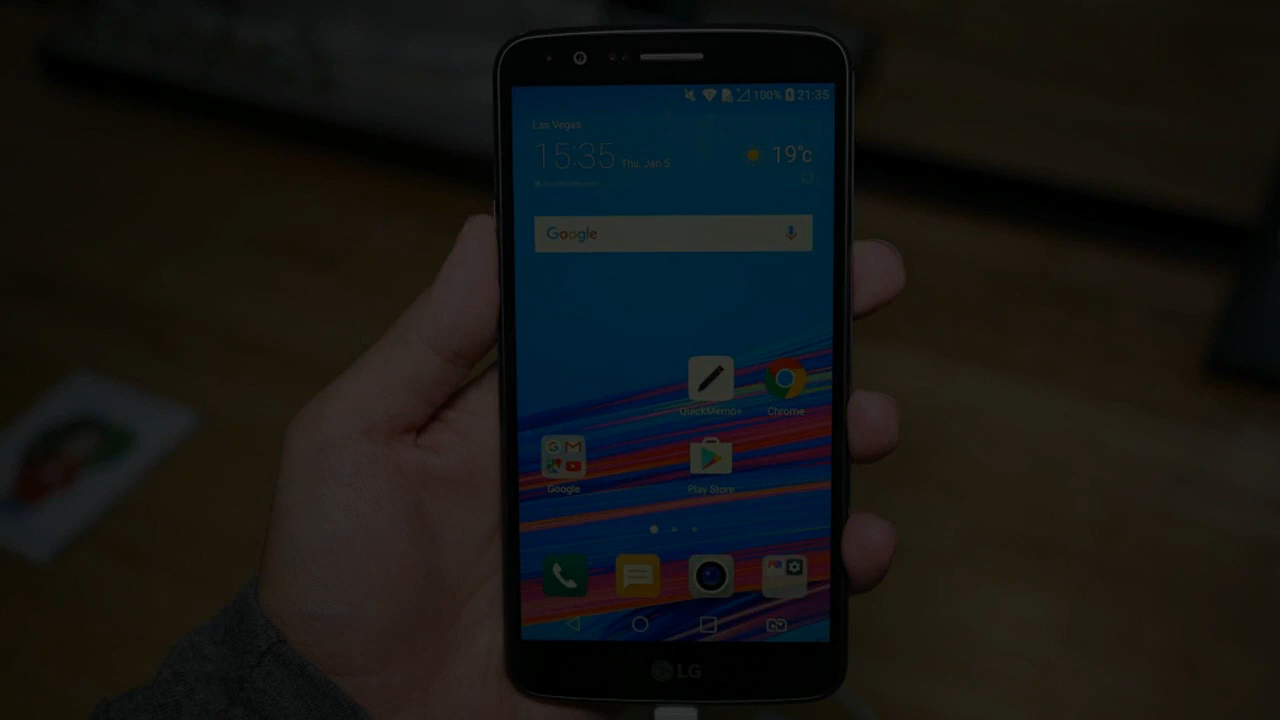 100% 21:35
Las Vegas
15:35 Thu, Jan 5
19°C
Google
QuickMemo+
Chrome
G
Google
Play Store
LG